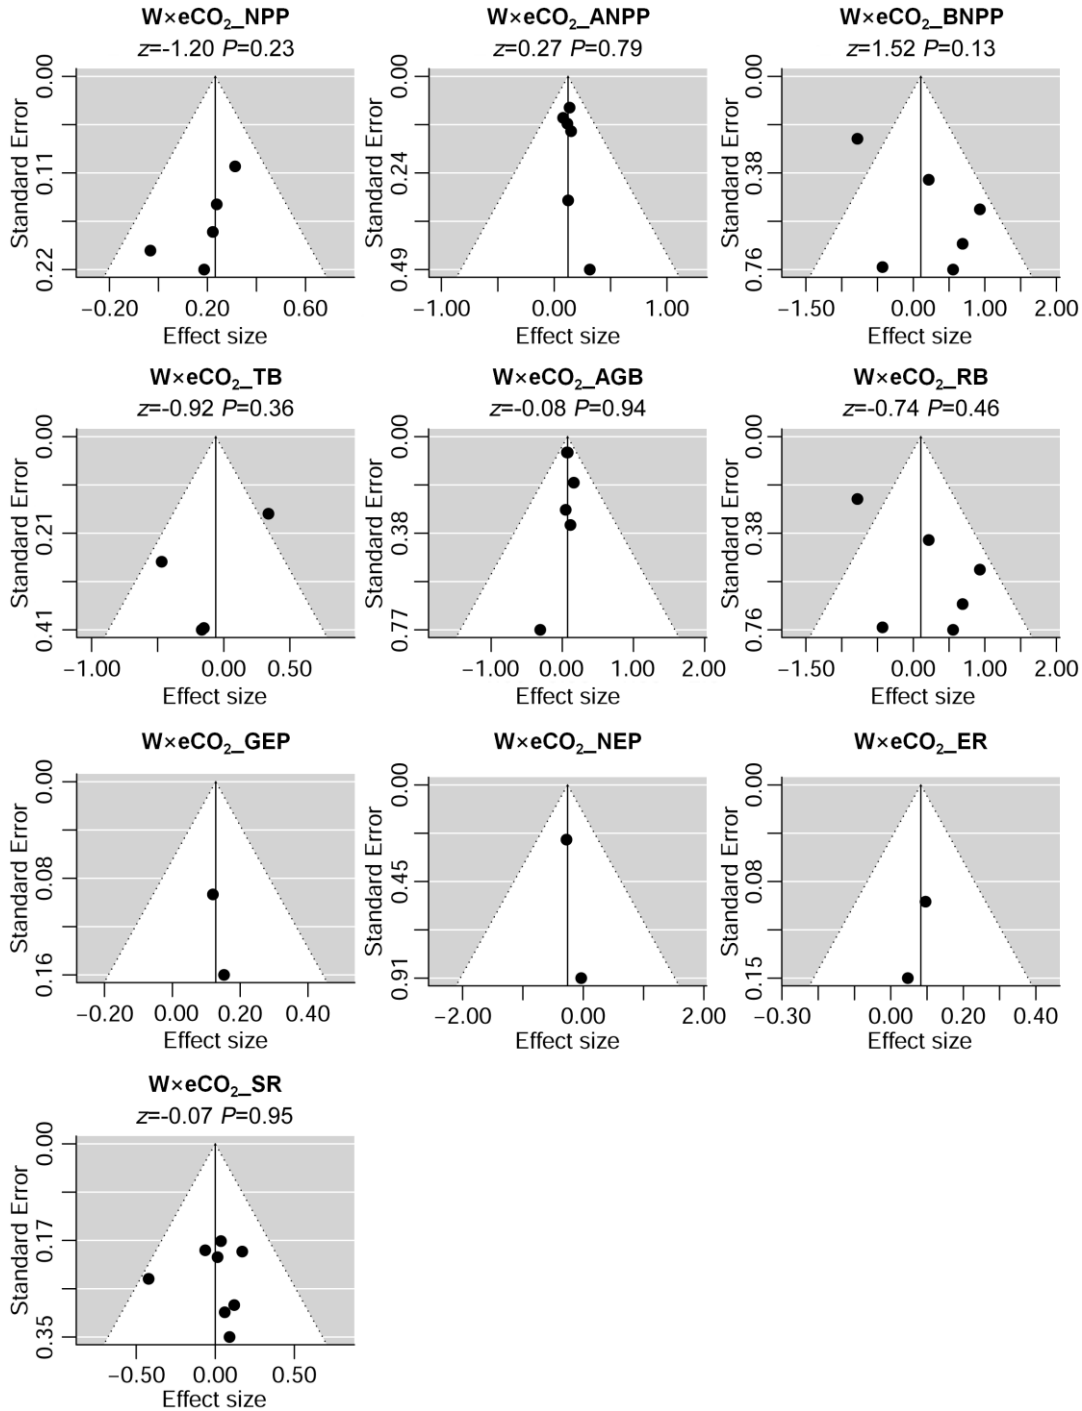 W×eCO₂_NPP
z=-1.20 P=0.23
Standard Error
0.00
0.11
0.22
−0.20
0.20
0.60
Effect size
W×eCO₂_ANPP
z=0.27 P=0.79
Standard Error
0.00
0.24
0.49
−1.00
0.00
1.00
Effect size
W×eCO₂_BNPP
z=1.52 P=0.13
Standard Error
0.00
0.38
0.76
−1.50
0.00
1.00
2.00
Effect size
W×eCO₂_TB
z=-0.92 P=0.36
Standard Error
0.00
0.21
0.41
−1.00
0.00
0.50
Effect size
W×eCO₂_AGB
z=-0.08 P=0.94
Standard Error
0.00
0.38
0.77
−1.00
0.00
1.00
2.00
Effect size
W×eCO₂_RB
z=-0.74 P=0.46
Standard Error
0.00
0.38
0.76
−1.50
0.00
1.00
2.00
Effect size
W×eCO₂_GEP
Standard Error
0.00
0.08
0.16
−0.20
0.00
0.20
0.40
Effect size
W×eCO₂_NEP
Standard Error
0.00
0.45
0.91
−2.00
0.00
2.00
Effect size
W×eCO₂_ER
Standard Error
0.00
0.08
0.15
−0.30
0.00
0.20
0.40
Effect size
W×eCO₂_SR
z=-0.07 P=0.95
Standard Error
0.00
0.17
0.35
−0.50
0.00
0.50
Effect size